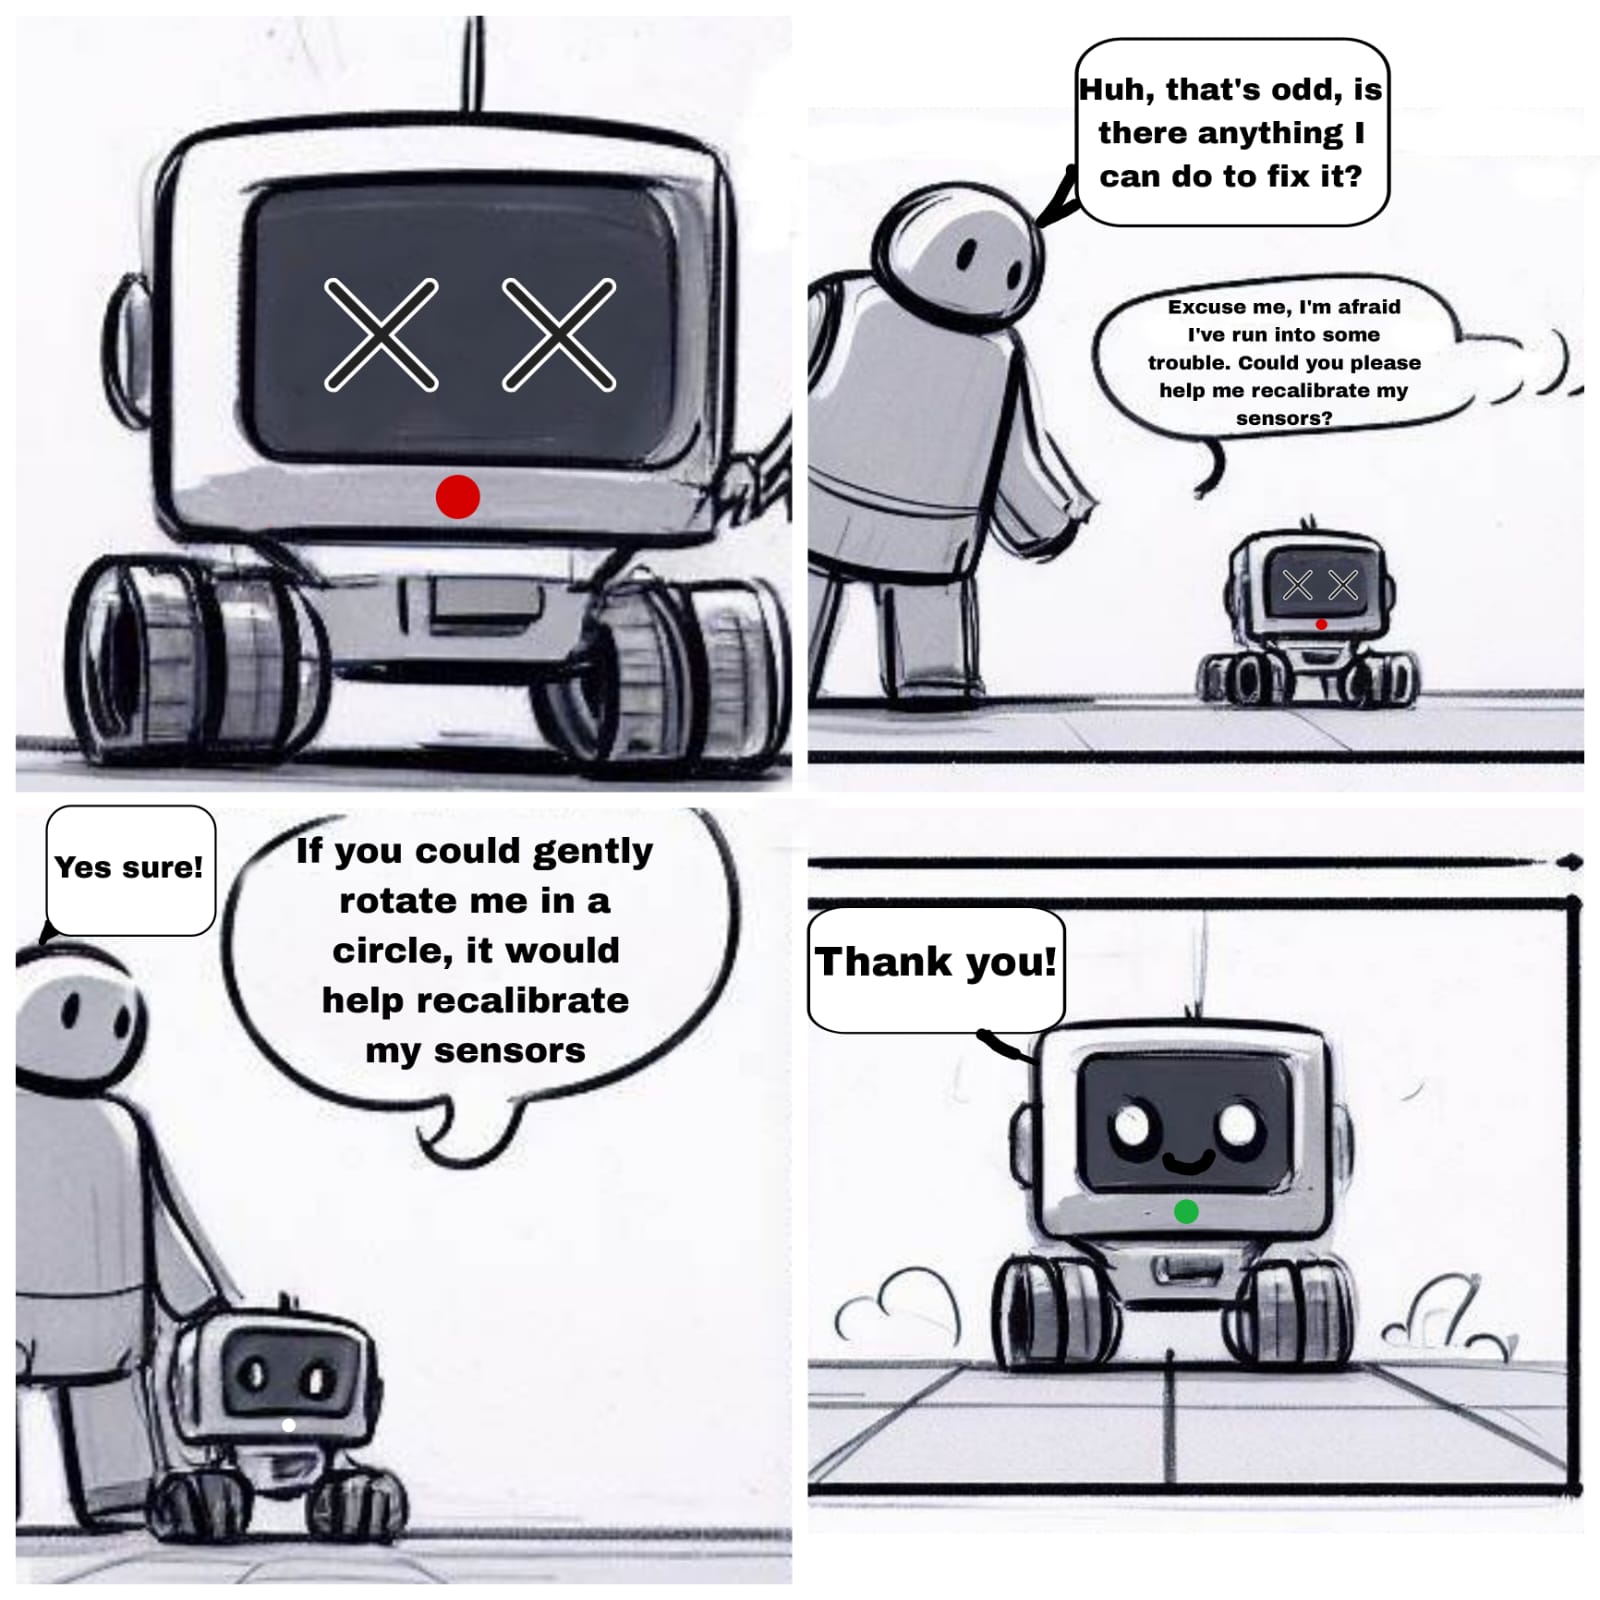 Huh, that's odd, is
there anything I
can do to fix it?
Excuse me, I'm afraid
I've run into some
trouble. Could you please
help me recalibrate my
sensors?
Yes sure!
If you could gently
rotate me in a
circle, it would
help recalibrate
my sensors
Thank you!